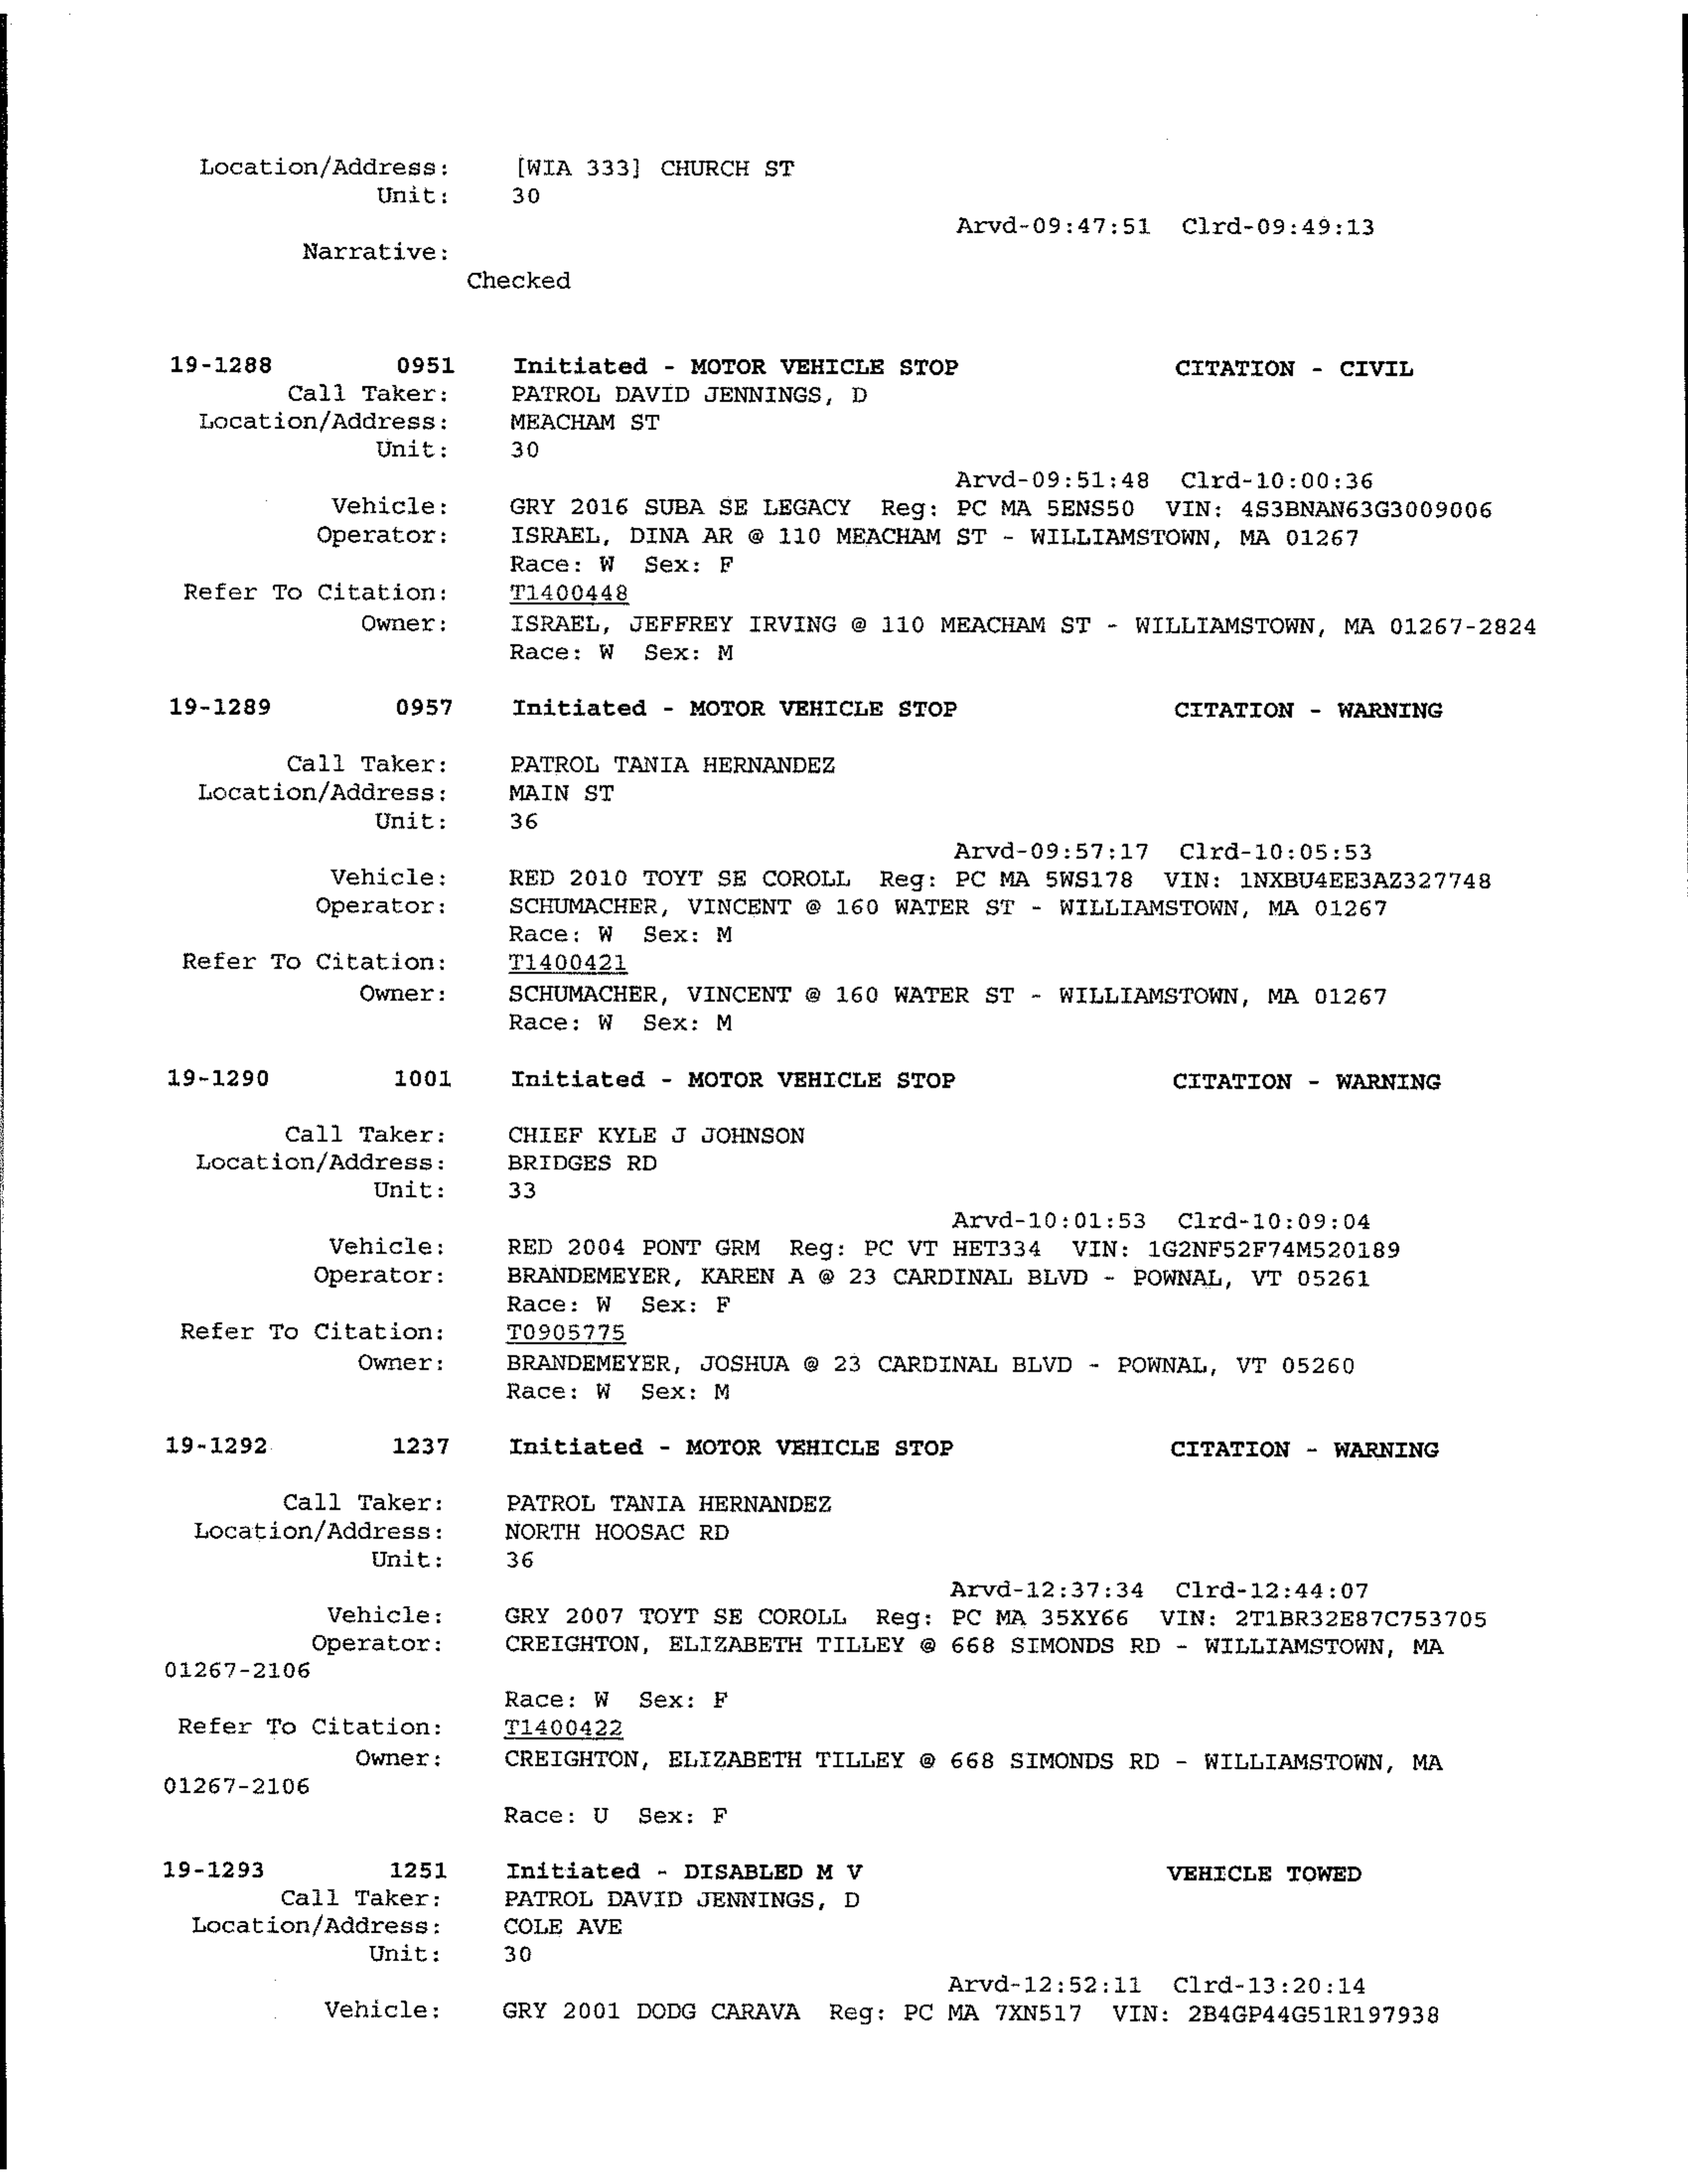 Location/Address: [WIA 333] CHURCH ST
Unit: 30
Arvd-09:47:51 Clrd-09:49:13
Narrative:
Checked
19-1288 0951 Initiated - MOTOR VEHICLE STOP CITATION - CIVIL
Call Taker: PATROL DAVID JENNINGS, D
Location/Address: MEACHAM ST
Unit: 30
Arvd-09:51:48 Clrd-10:00:36
Vehicle: GRY 2016 SUBA SE LEGACY Reg: PC MA 5ENS50 VIN: 4S3BNAN63G3009006
Operator: ISRAEL, DINA AR @ 110 MEACHAM ST - WILLIAMSTOWN, MA 01267
Race: W Sex: F
Refer To Citation: T1400448
Owner: ISRAEL, JEFFREY IRVING @ 110 MEACHAM ST - WILLIAMSTOWN, MA 01267-2824
Race: W Sex: M
19-1289 0957 Initiated - MOTOR VEHICLE STOP CITATION - WARNING
Call Taker: PATROL TANIA HERNANDEZ
Location/Address: MAIN ST
Unit: 36
Arvd-09:57:17 Clrd-10:05:53
Vehicle: RED 2010 TOYT SE COROLL Reg: PC MA 5WS178 VIN: 1NXBU4EE3AZ327748
Operator: SCHUMACHER, VINCENT @ 160 WATER ST - WILLIAMSTOWN, MA 01267
Race: W Sex: M
Refer To Citation: T1400421
Owner: SCHUMACHER, VINCENT @ 160 WATER ST - WILLIAMSTOWN, MA 01267
Race: W Sex: M
19-1290 1001 Initiated - MOTOR VEHICLE STOP CITATION - WARNING
Call Taker: CHIEF KYLE J JOHNSON
Location/Address: BRIDGES RD
Unit: 33
Arvd-10:01:53 Clrd-10:09:04
Vehicle: RED 2004 PONT GRM Reg: PC VT HET334 VIN: 1G2NF52F74M520189
Operator: BRANDEMEYER, KAREN A @ 23 CARDINAL BLVD - POWNAL, VT 05261
Race: W Sex: F
Refer To Citation: T0905775
Owner: BRANDEMEYER, JOSHUA @ 23 CARDINAL BLVD - POWNAL, VT 05260
Race: W Sex: M
19-1292 1237 Initiated - MOTOR VEHICLE STOP CITATION - WARNING
Call Taker: PATROL TANIA HERNANDEZ
Location/Address: NORTH HOOSAC RD
Unit: 36
Arvd-12:37:34 Clrd-12:44:07
Vehicle: GRY 2007 TOYT SE COROLL Reg: PC MA 35XY66 VIN: 2T1BR32E87C753705
Operator: CREIGHTON, ELIZABETH TILLEY @ 668 SIMONDS RD - WILLIAMSTOWN, MA
01267-2106
Race: W Sex: F
Refer To Citation: T1400422
Owner: CREIGHTON, ELIZABETH TILLEY @ 668 SIMONDS RD - WILLIAMSTOWN, MA
01267-2106
Race: U Sex: F
19-1293 1251 Initiated - DISABLED M V VEHICLE TOWED
Call Taker: PATROL DAVID JENNINGS, D
Location/Address: COLE AVE
Unit: 30
Arvd-12:52:11 Clrd-13:20:14
Vehicle: GRY 2001 DODG CARAVA Reg: PC MA 7XN517 VIN: 2B4GP44G51R197938